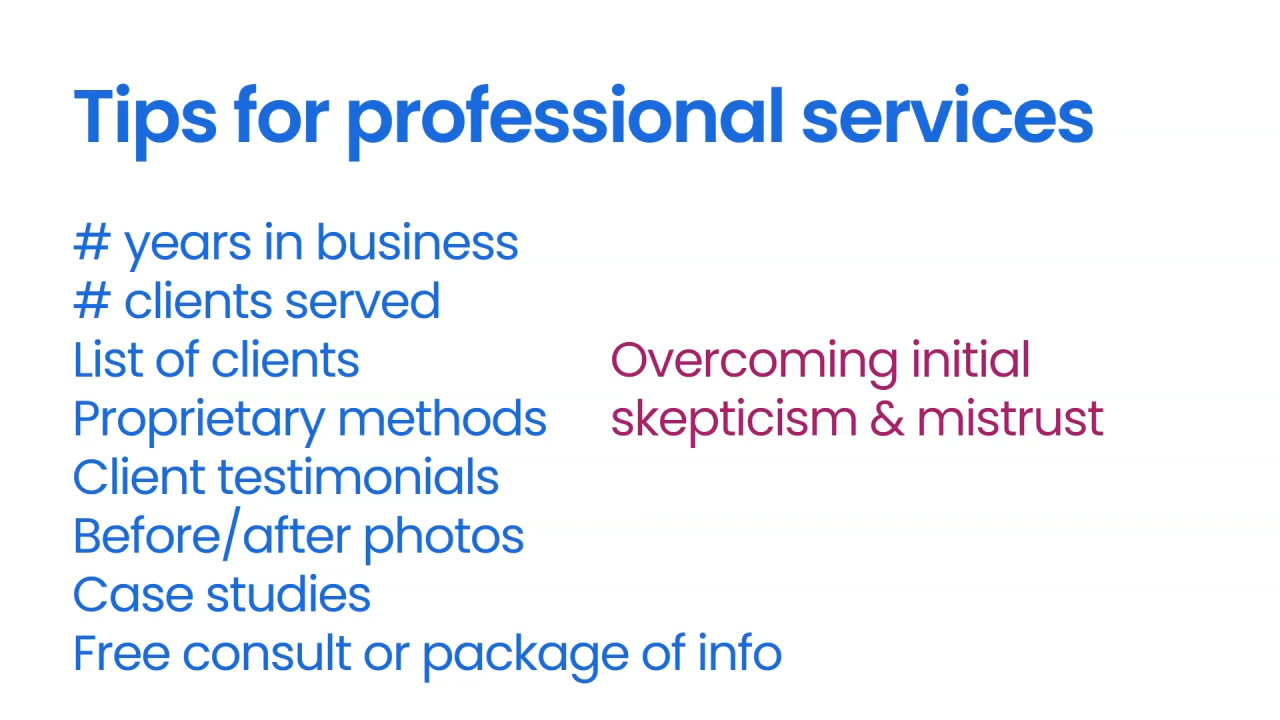 Tips for professional services
# years in business
# clients served
List of clients
Proprietary methods
Client testimonials
Before/after photos
Case studies
Free consult or package of info
Overcoming initial
skepticism & mistrust